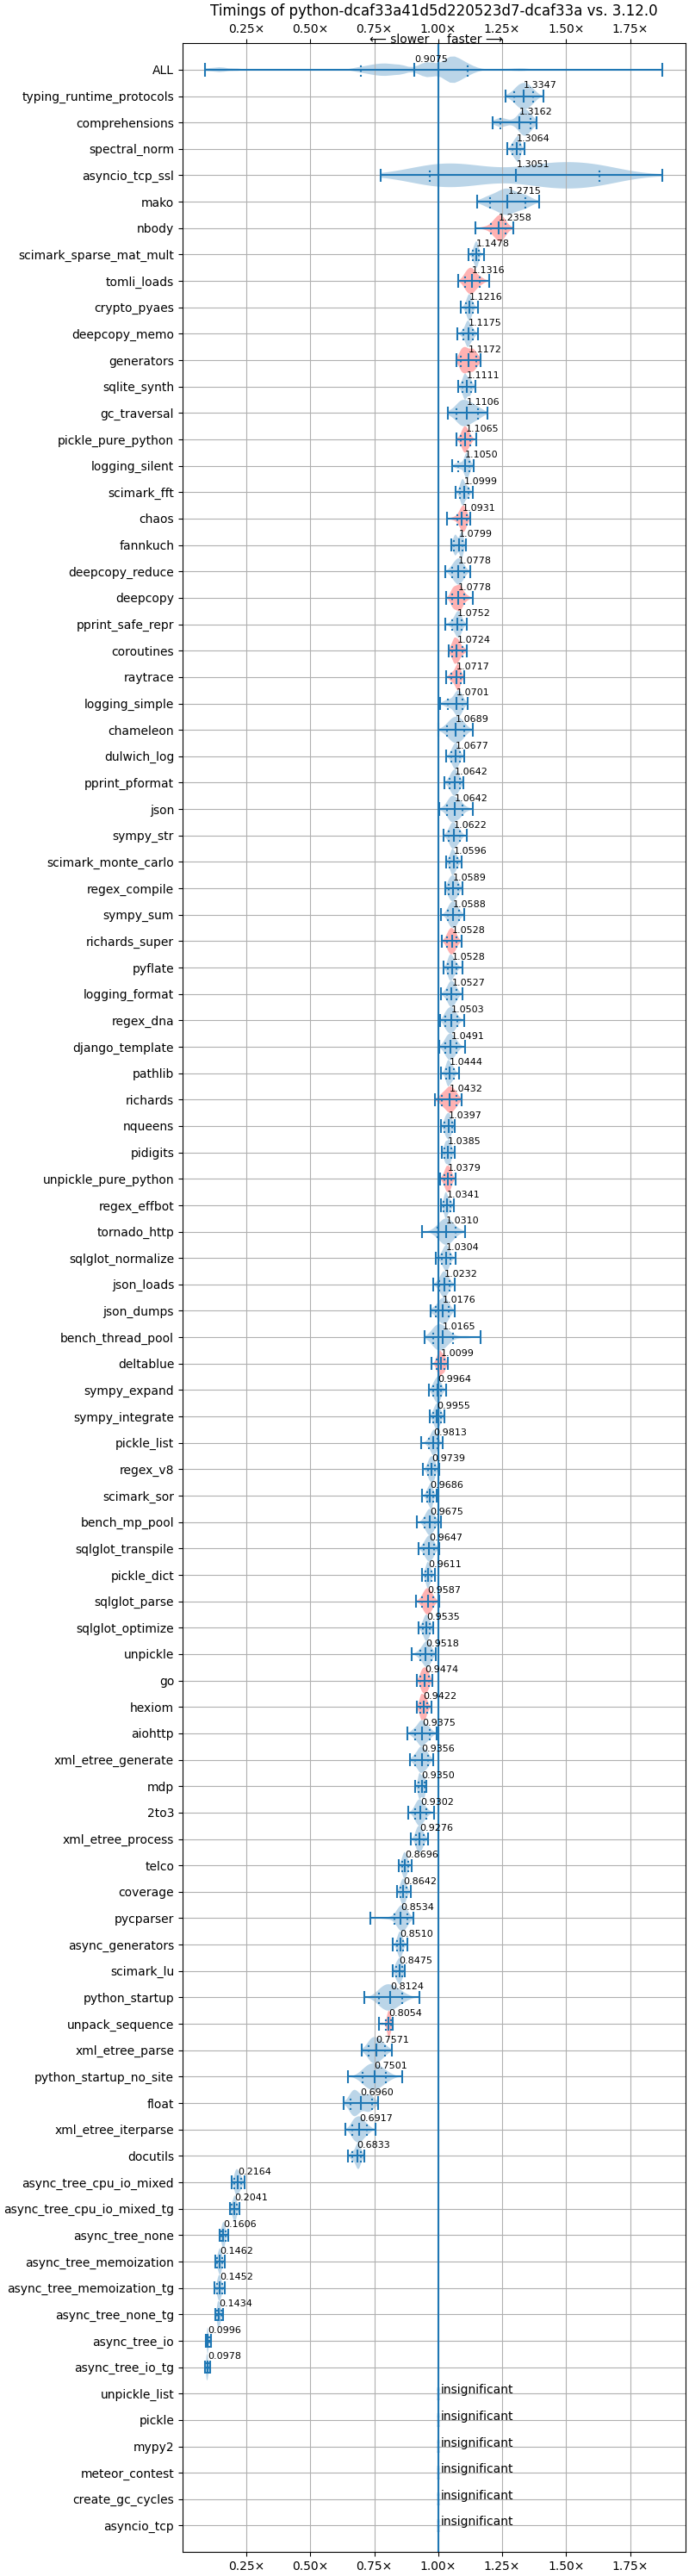 Timings of python-dcaf33a41d5d220523d7-dcaf33a vs. 3.12.0
0.25× 0.50× 0.75× 1.00× 1.25× 1.50× 1.75×
⟵ slower faster ⟶
ALL 0.9075
typing_runtime_protocols 1.3347
comprehensions 1.3162
spectral_norm 1.3064
asyncio_tcp_ssl 1.3051
mako 1.2715
nbody 1.2358
scimark_sparse_mat_mult 1.1478
tomli_loads 1.1316
crypto_pyaes 1.1216
deepcopy_memo 1.1175
generators 1.1172
sqlite_synth 1.1111
gc_traversal 1.1106
pickle_pure_python 1.1065
logging_silent 1.1050
scimark_fft 1.0999
chaos 1.0931
fannkuch 1.0799
deepcopy_reduce 1.0778
deepcopy 1.0778
pprint_safe_repr 1.0752
coroutines 1.0724
raytrace 1.0717
logging_simple 1.0701
chameleon 1.0689
dulwich_log 1.0677
pprint_pformat 1.0642
json 1.0642
sympy_str 1.0622
scimark_monte_carlo 1.0596
regex_compile 1.0589
sympy_sum 1.0588
richards_super 1.0528
pyflate 1.0528
logging_format 1.0527
regex_dna 1.0503
django_template 1.0491
pathlib 1.0444
richards 1.0432
nqueens 1.0397
pidigits 1.0385
unpickle_pure_python 1.0379
regex_effbot 1.0341
tornado_http 1.0310
sqlglot_normalize 1.0304
json_loads 1.0232
json_dumps 1.0176
bench_thread_pool 1.0165
deltablue 1.0099
sympy_expand 0.9964
sympy_integrate 0.9955
pickle_list 0.9813
regex_v8 0.9739
scimark_sor 0.9686
bench_mp_pool 0.9675
sqlglot_transpile 0.9647
pickle_dict 0.9611
sqlglot_parse 0.9587
sqlglot_optimize 0.9535
unpickle 0.9518
go 0.9474
hexiom 0.9422
aiohttp 0.9375
xml_etree_generate 0.9356
mdp 0.9350
2to3 0.9302
xml_etree_process 0.9276
telco 0.8696
coverage 0.8642
pycparser 0.8534
async_generators 0.8510
scimark_lu 0.8475
python_startup 0.8124
unpack_sequence 0.8054
xml_etree_parse 0.7571
python_startup_no_site 0.7501
float 0.6960
xml_etree_iterparse 0.6917
docutils 0.6833
async_tree_cpu_io_mixed 0.2164
async_tree_cpu_io_mixed_tg 0.2041
async_tree_none 0.1606
async_tree_memoization 0.1462
async_tree_memoization_tg 0.1452
async_tree_none_tg 0.1434
async_tree_io 0.0996
async_tree_io_tg 0.0978
unpickle_list insignificant
pickle insignificant
mypy2 insignificant
meteor_contest insignificant
create_gc_cycles insignificant
asyncio_tcp insignificant
0.25× 0.50× 0.75× 1.00× 1.25× 1.50× 1.75×